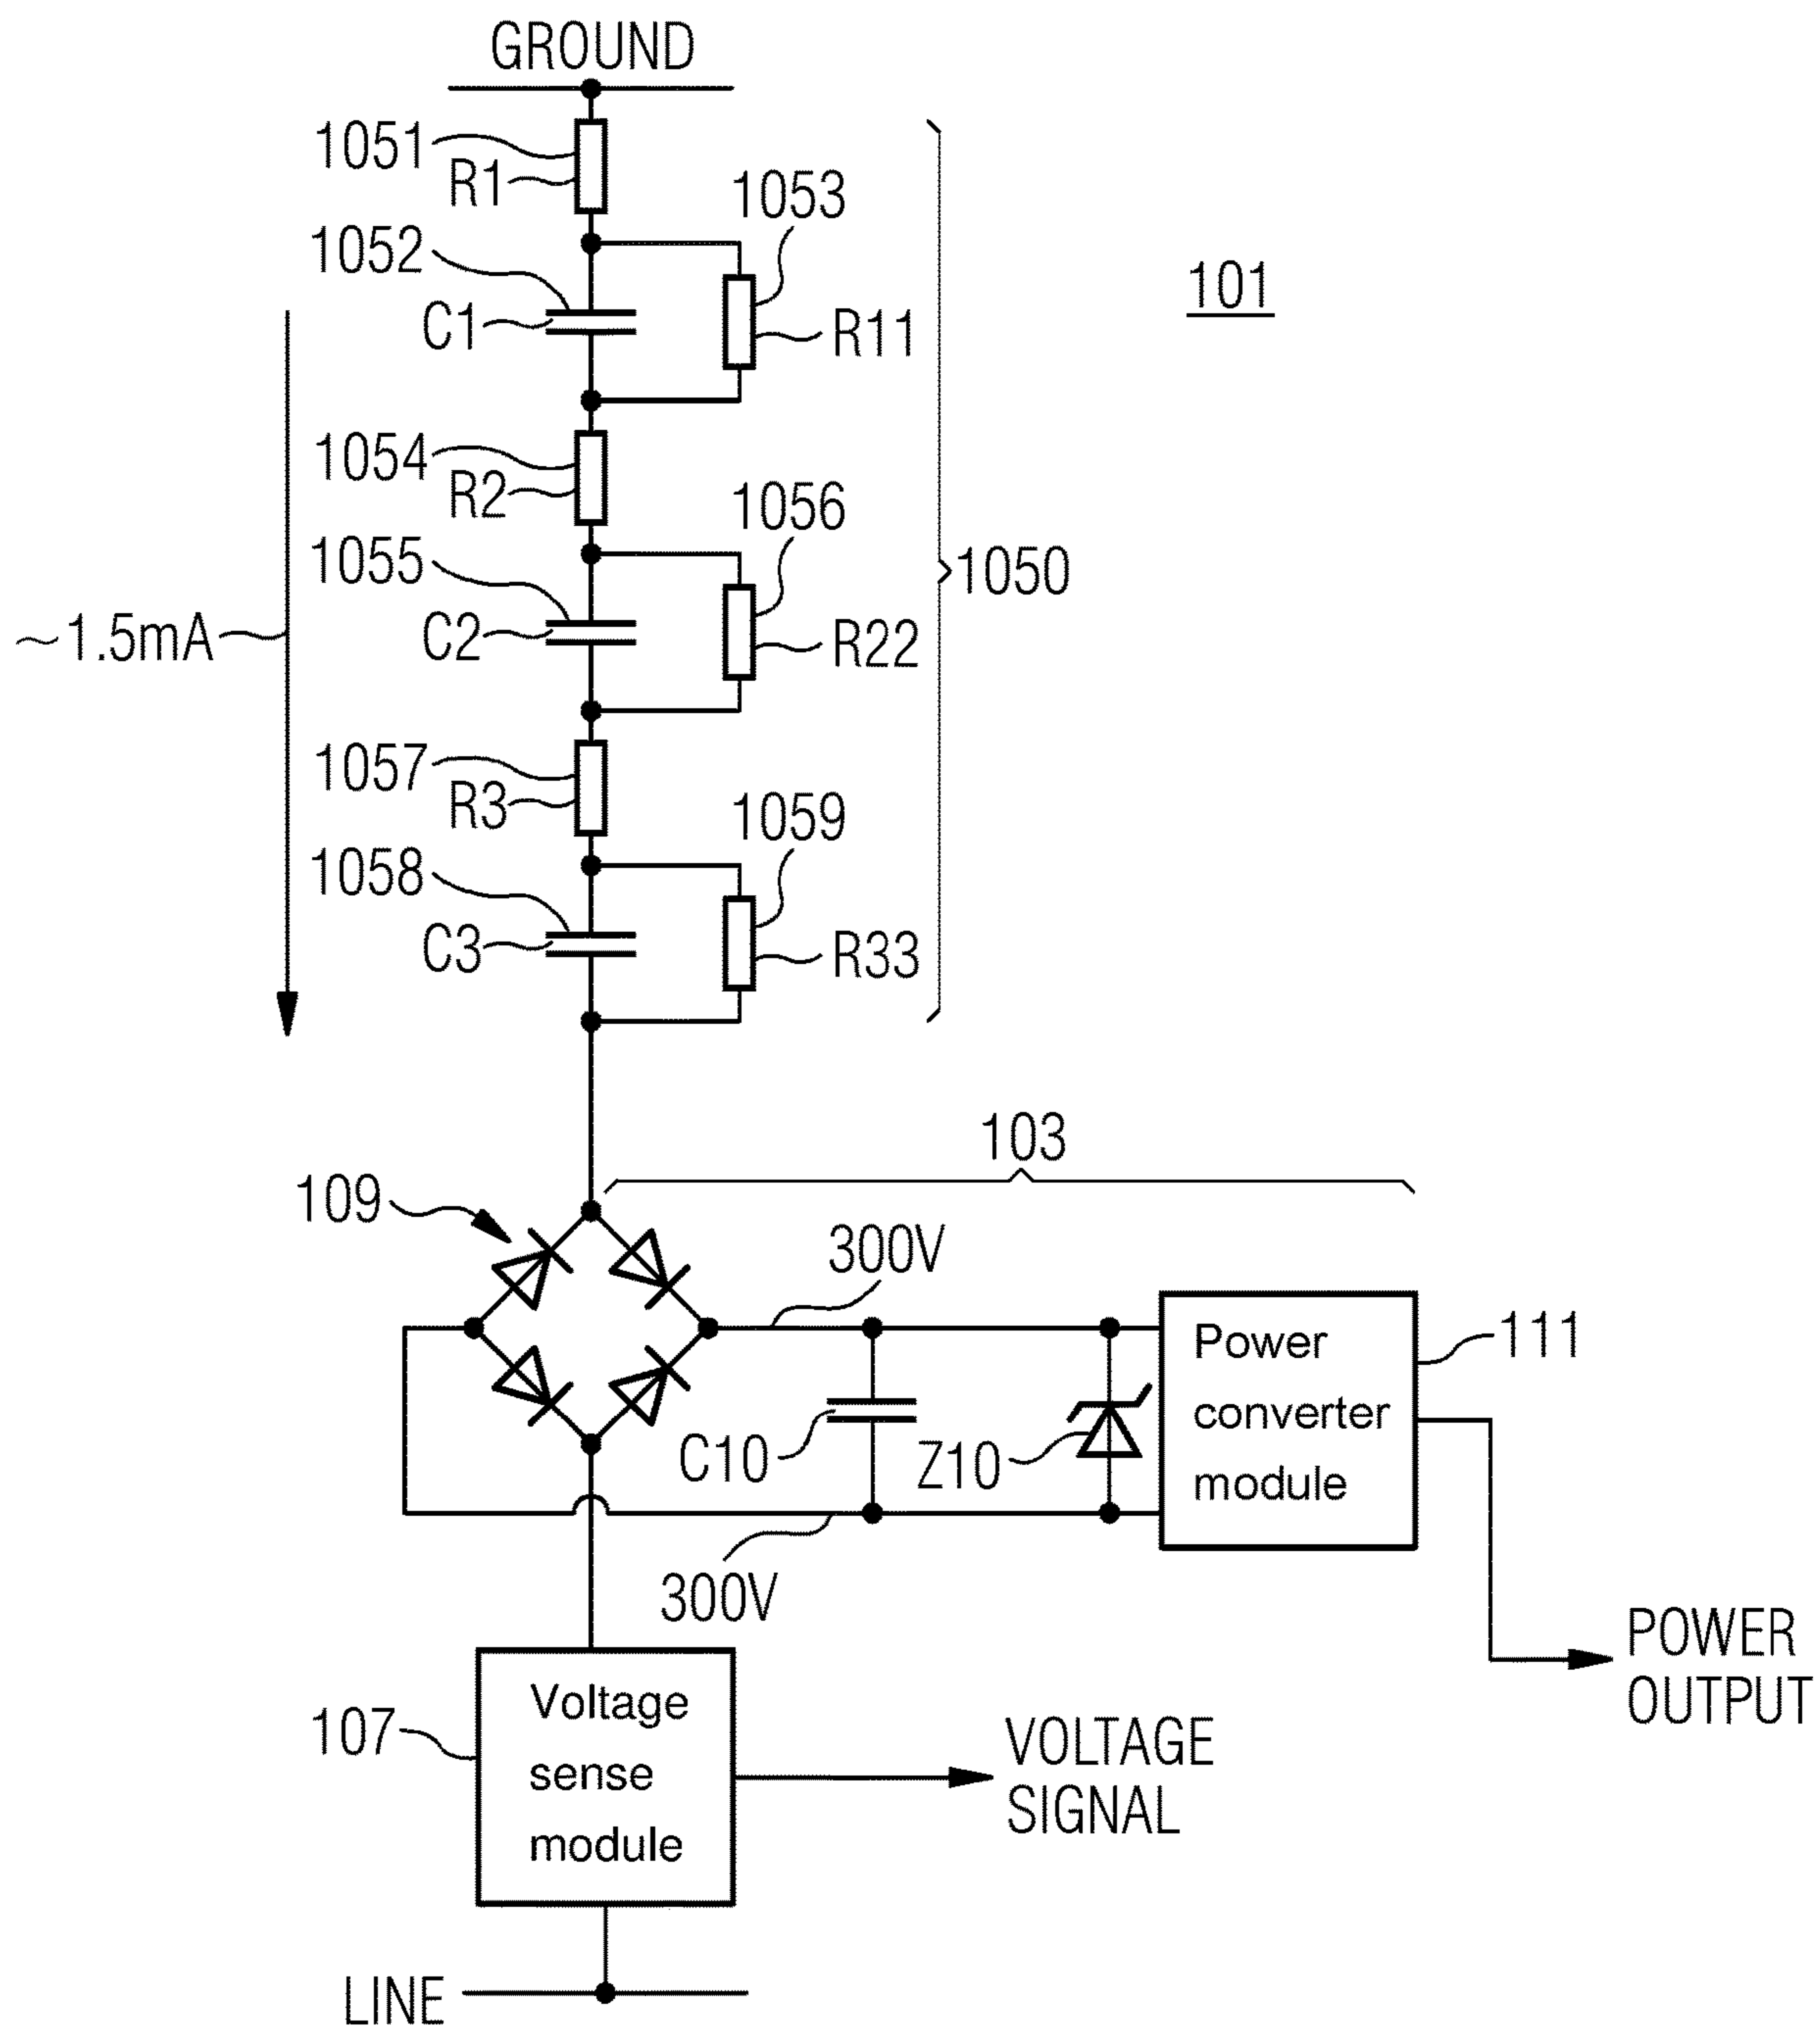 GROUND
1051
R1
1053
1052
C1
R11
101
1054
R2
1056
1055
C2
R22
1050
~1.5mA
1057
R3
1059
1058
C3
R33
103
109
300V
Power
converter
module
111
C10
Z10
300V
POWER
OUTPUT
107
Voltage
sense
module
VOLTAGE
SIGNAL
LINE